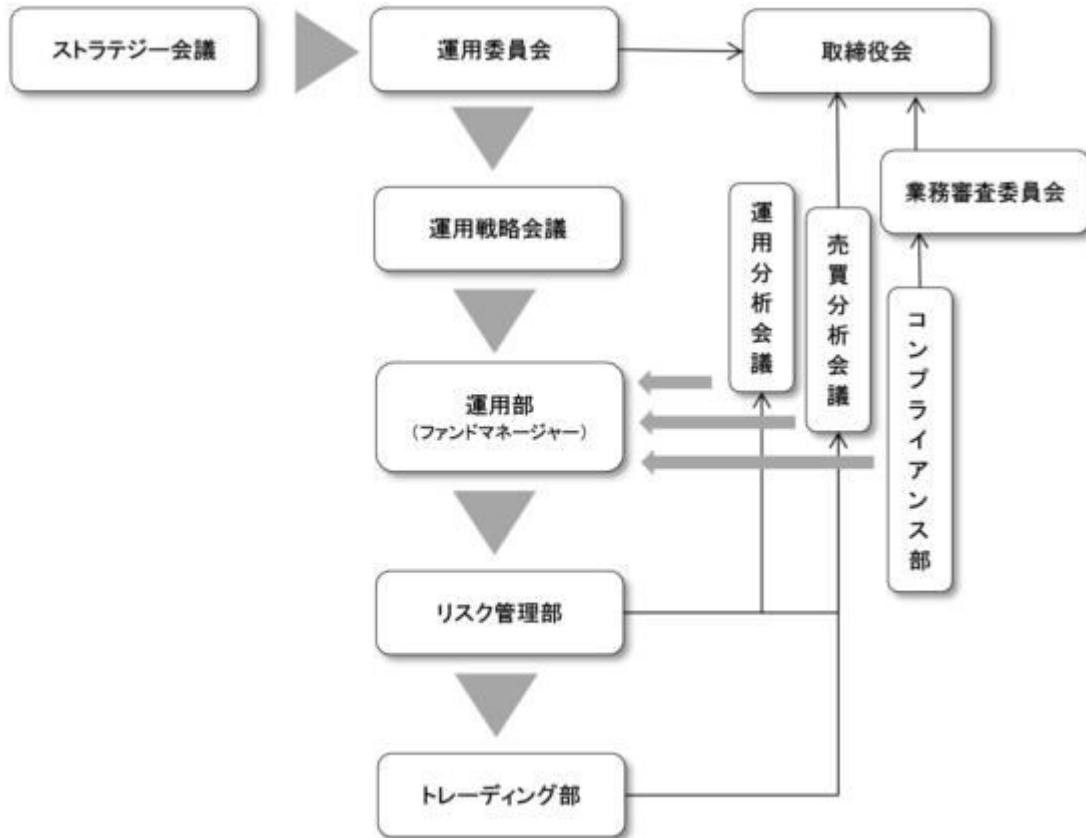 ストラテジー会議
運用委員会
取締役会
業務審査委員会
運用戦略会議
運用分析会議
売買分析会議
コンプライアンス部
運用部
(ファンドマネージャー)
リスク管理部
トレーディング部